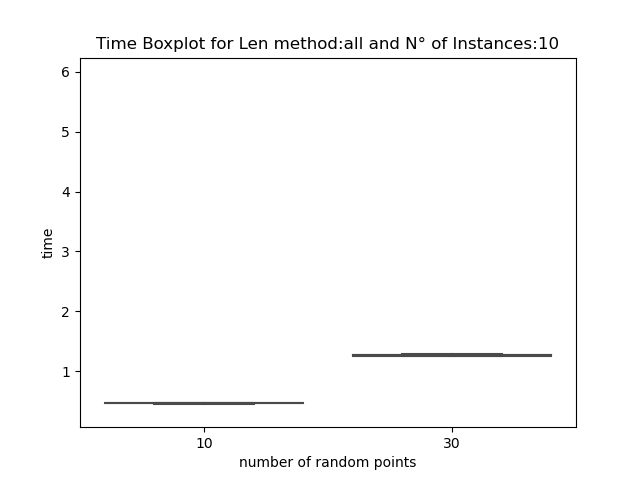 Time Boxplot for Len method:all and N° of Instances:10
6
5
4
3
2
1
time
10
30
number of random points